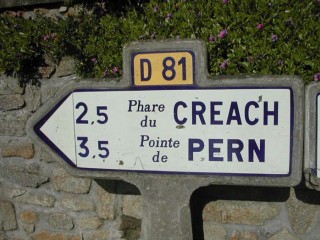 D 81
2.5 Phare du CREACH
3.5 Pointe de PERN